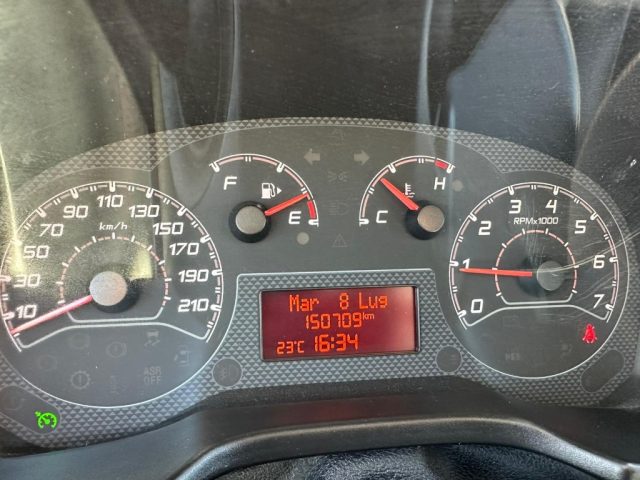 10 30 50 70 90 110 130 150 170 190 210
km/h
F E
C H
0 1 2 3 4 5 6 7
RPMx1000
Mar 8 Lug
150709km
23°C 16:34
ASR
OFF